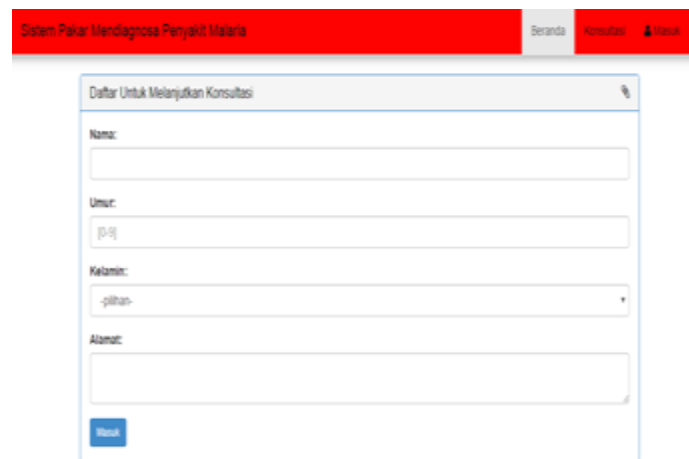 Sistem Pakar Mendiagnosa Penyakit Malaria
Beranda Konsultasi Masuk
Daftar Untuk Melanjutkan Konsultasi
Nama:
Umur:
[0-9]
Kelamin:
-pilihan-
Alamat:
Masuk